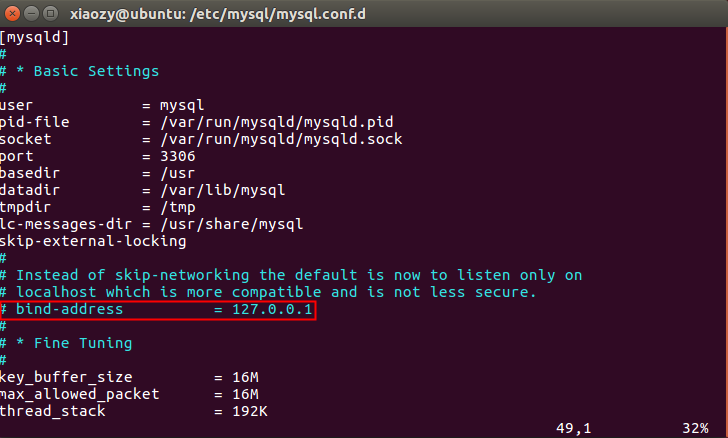 xiaozy@ubuntu: /etc/mysql/mysql.conf.d
[mysqld]
#
# * Basic Settings
#
user            = mysql
pid-file        = /var/run/mysqld/mysqld.pid
socket          = /var/run/mysqld/mysqld.sock
port            = 3306
basedir         = /usr
datadir         = /var/lib/mysql
tmpdir          = /tmp
lc-messages-dir = /usr/share/mysql
skip-external-locking
#
# Instead of skip-networking the default is now to listen only on
# localhost which is more compatible and is not less secure.
# bind-address          = 127.0.0.1
#
# * Fine Tuning
#
key_buffer_size         = 16M
max_allowed_packet      = 16M
thread_stack            = 192K
49,1          32%